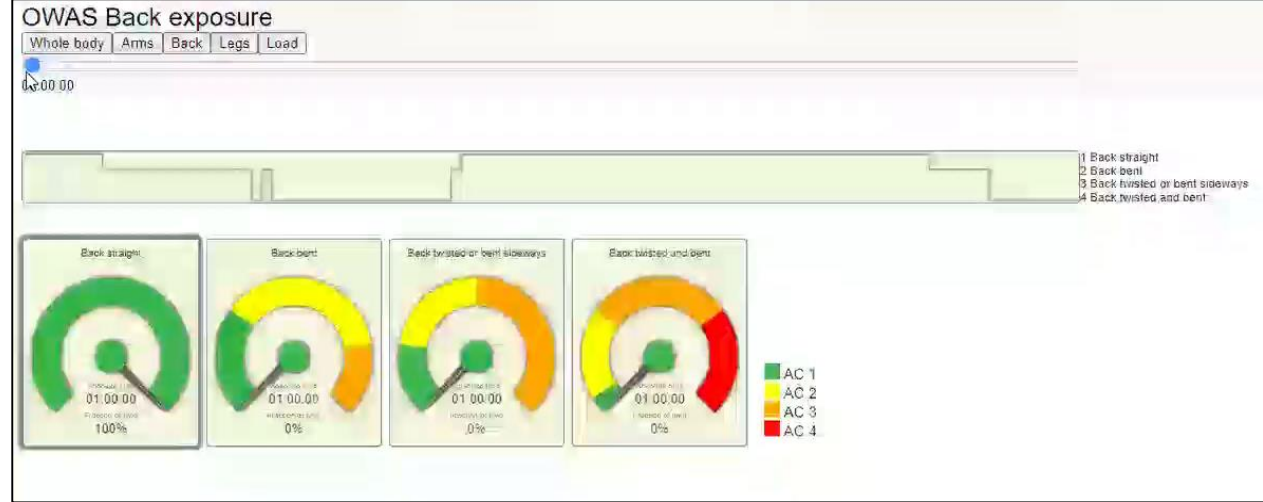 OWAS Back exposure
Whole body Arms Back Legs Load
00:00
1 Back straight
2 Back bent
3 Back twisted or bent sideways
4 Back twisted and bent
Back straight
Back bent
Back twisted or bent sideways
Back twisted and bent
01:00:00
01:00:00
01:00:00
01:00:00
100%
0%
0%
0%
AC 1
AC 2
AC 3
AC 4